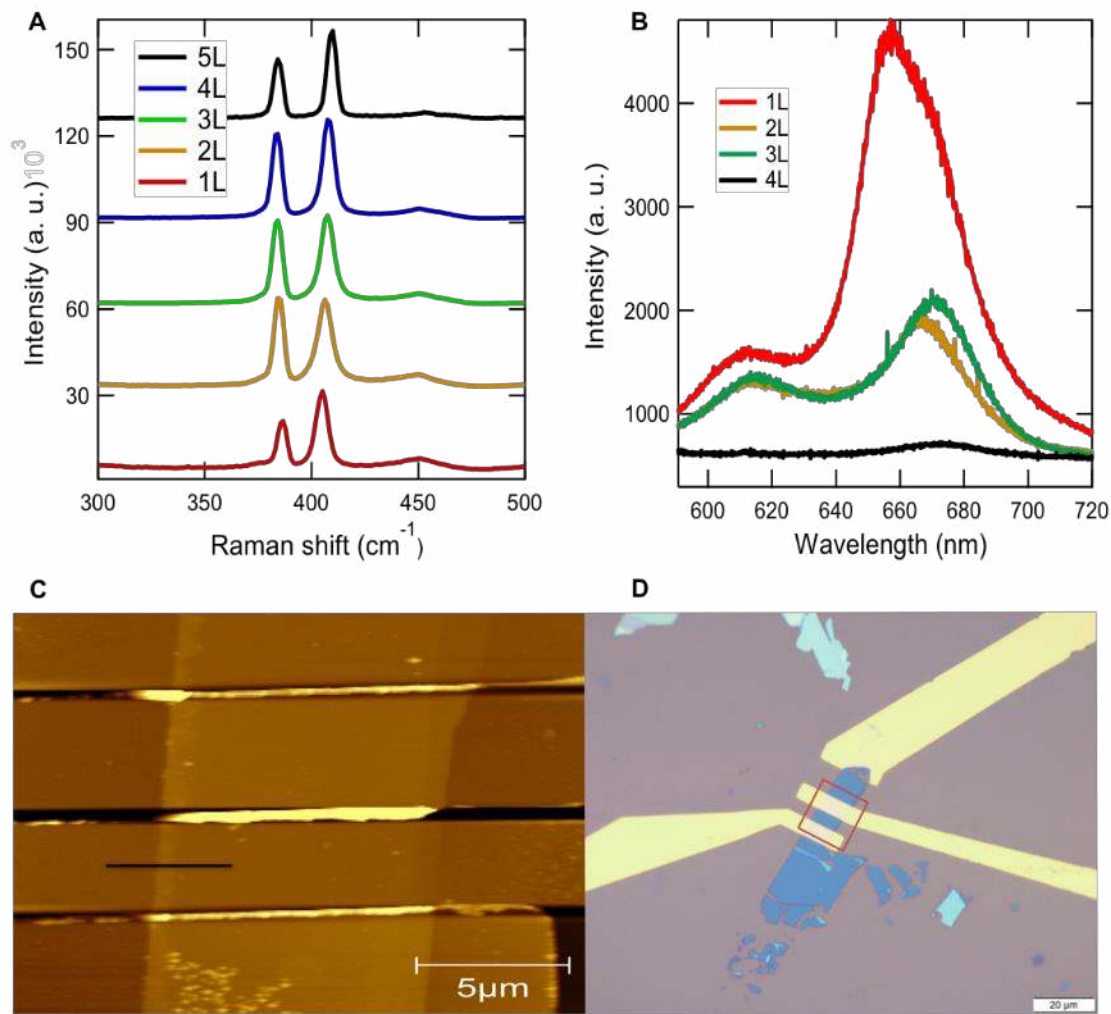 A
150
120
90
60
30
Intensity (a. u.)10³
5L
4L
3L
2L
1L
300
350
400
450
500
Raman shift (cm⁻¹)
B
4000
3000
2000
1000
Intensity (a. u.)
1L
2L
3L
4L
600
620
640
660
680
700
720
Wavelength (nm)
C
5µm
D
20 µm